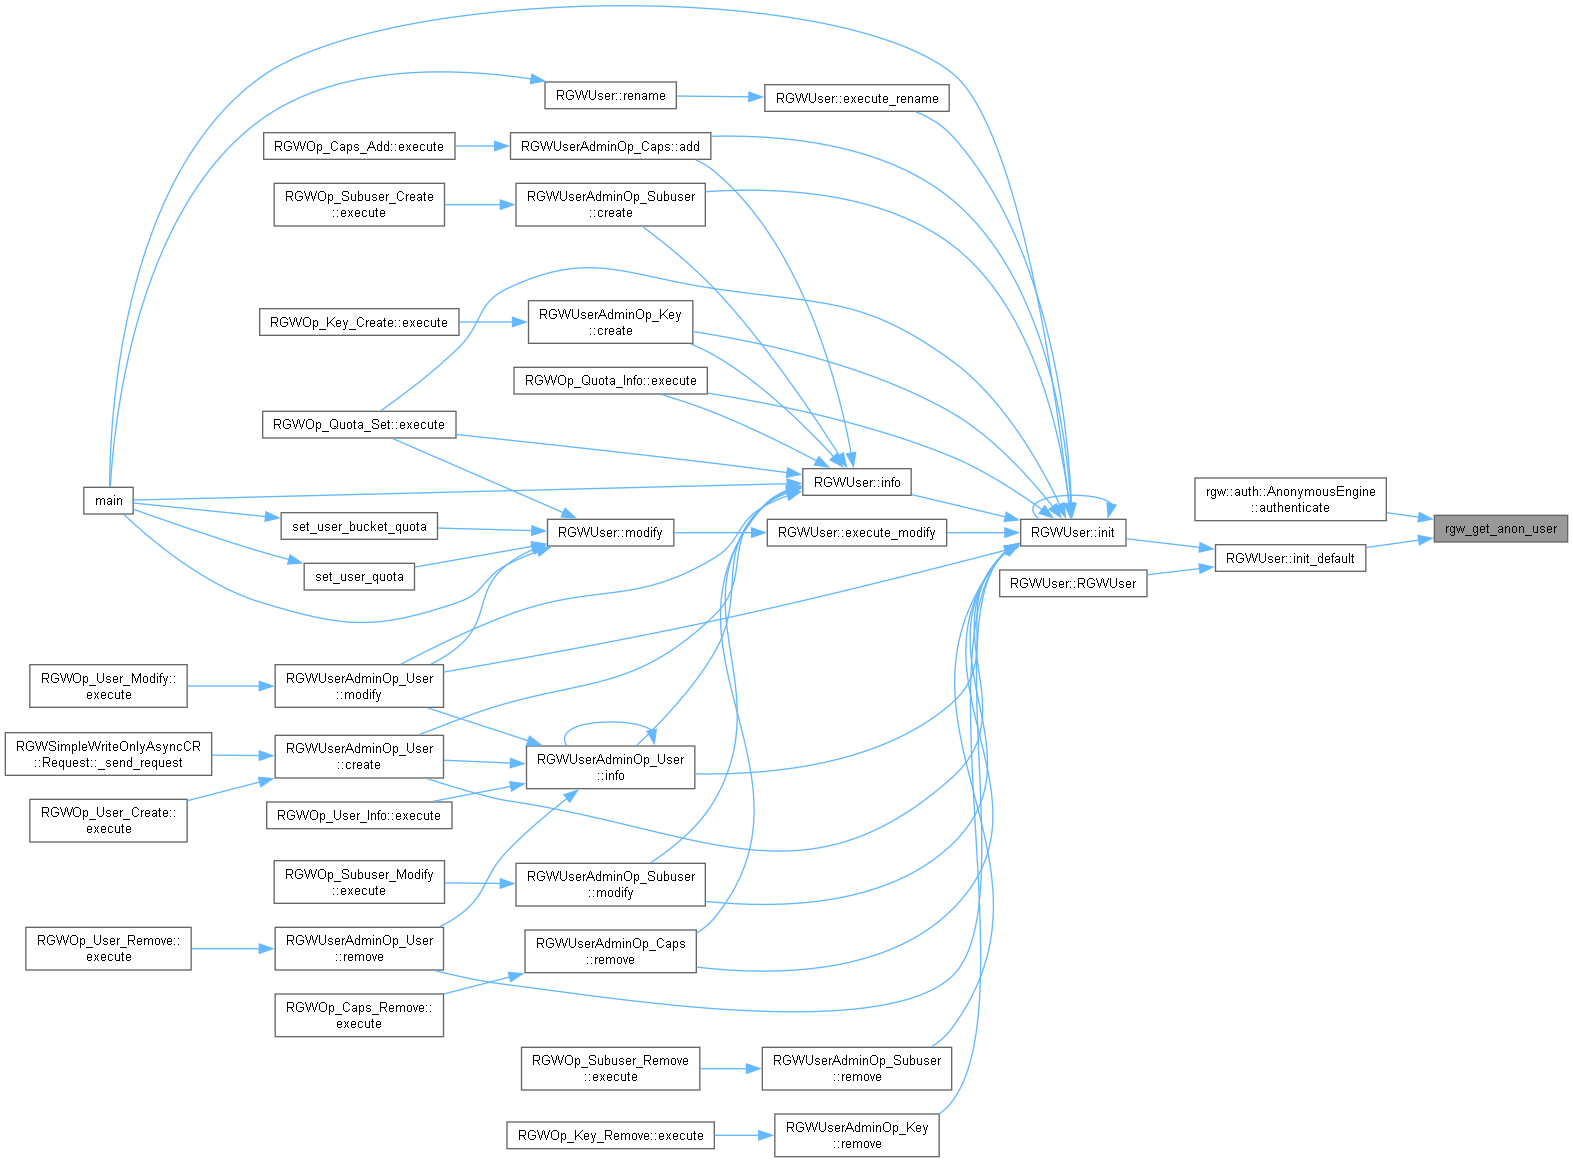 RGWUser::rename
RGWUser::execute_rename
RGWOp_Caps_Add::execute
RGWUserAdminOp_Caps::add
RGWOp_Subuser_Create
::execute
RGWUserAdminOp_Subuser
::create
RGWOp_Key_Create::execute
RGWUserAdminOp_Key
::create
RGWOp_Quota_Info::execute
RGWOp_Quota_Set::execute
main
RGWUser::info
rgw::auth::AnonymousEngine
::authenticate
set_user_bucket_quota
RGWUser::modify
RGWUser::execute_modify
RGWUser::init
rgw_get_anon_user
RGWUser::init_default
set_user_quota
RGWUser::RGWUser
RGWOp_User_Modify::
execute
RGWUserAdminOp_User
::modify
RGWSimpleWriteOnlyAsyncCR
::Request::_send_request
RGWUserAdminOp_User
::create
RGWUserAdminOp_User
::info
RGWOp_User_Create::
execute
RGWOp_User_Info::execute
RGWOp_Subuser_Modify
::execute
RGWUserAdminOp_Subuser
::modify
RGWOp_User_Remove::
execute
RGWUserAdminOp_User
::remove
RGWUserAdminOp_Caps
::remove
RGWOp_Caps_Remove::
execute
RGWOp_Subuser_Remove
::execute
RGWUserAdminOp_Subuser
::remove
RGWOp_Key_Remove::execute
RGWUserAdminOp_Key
::remove